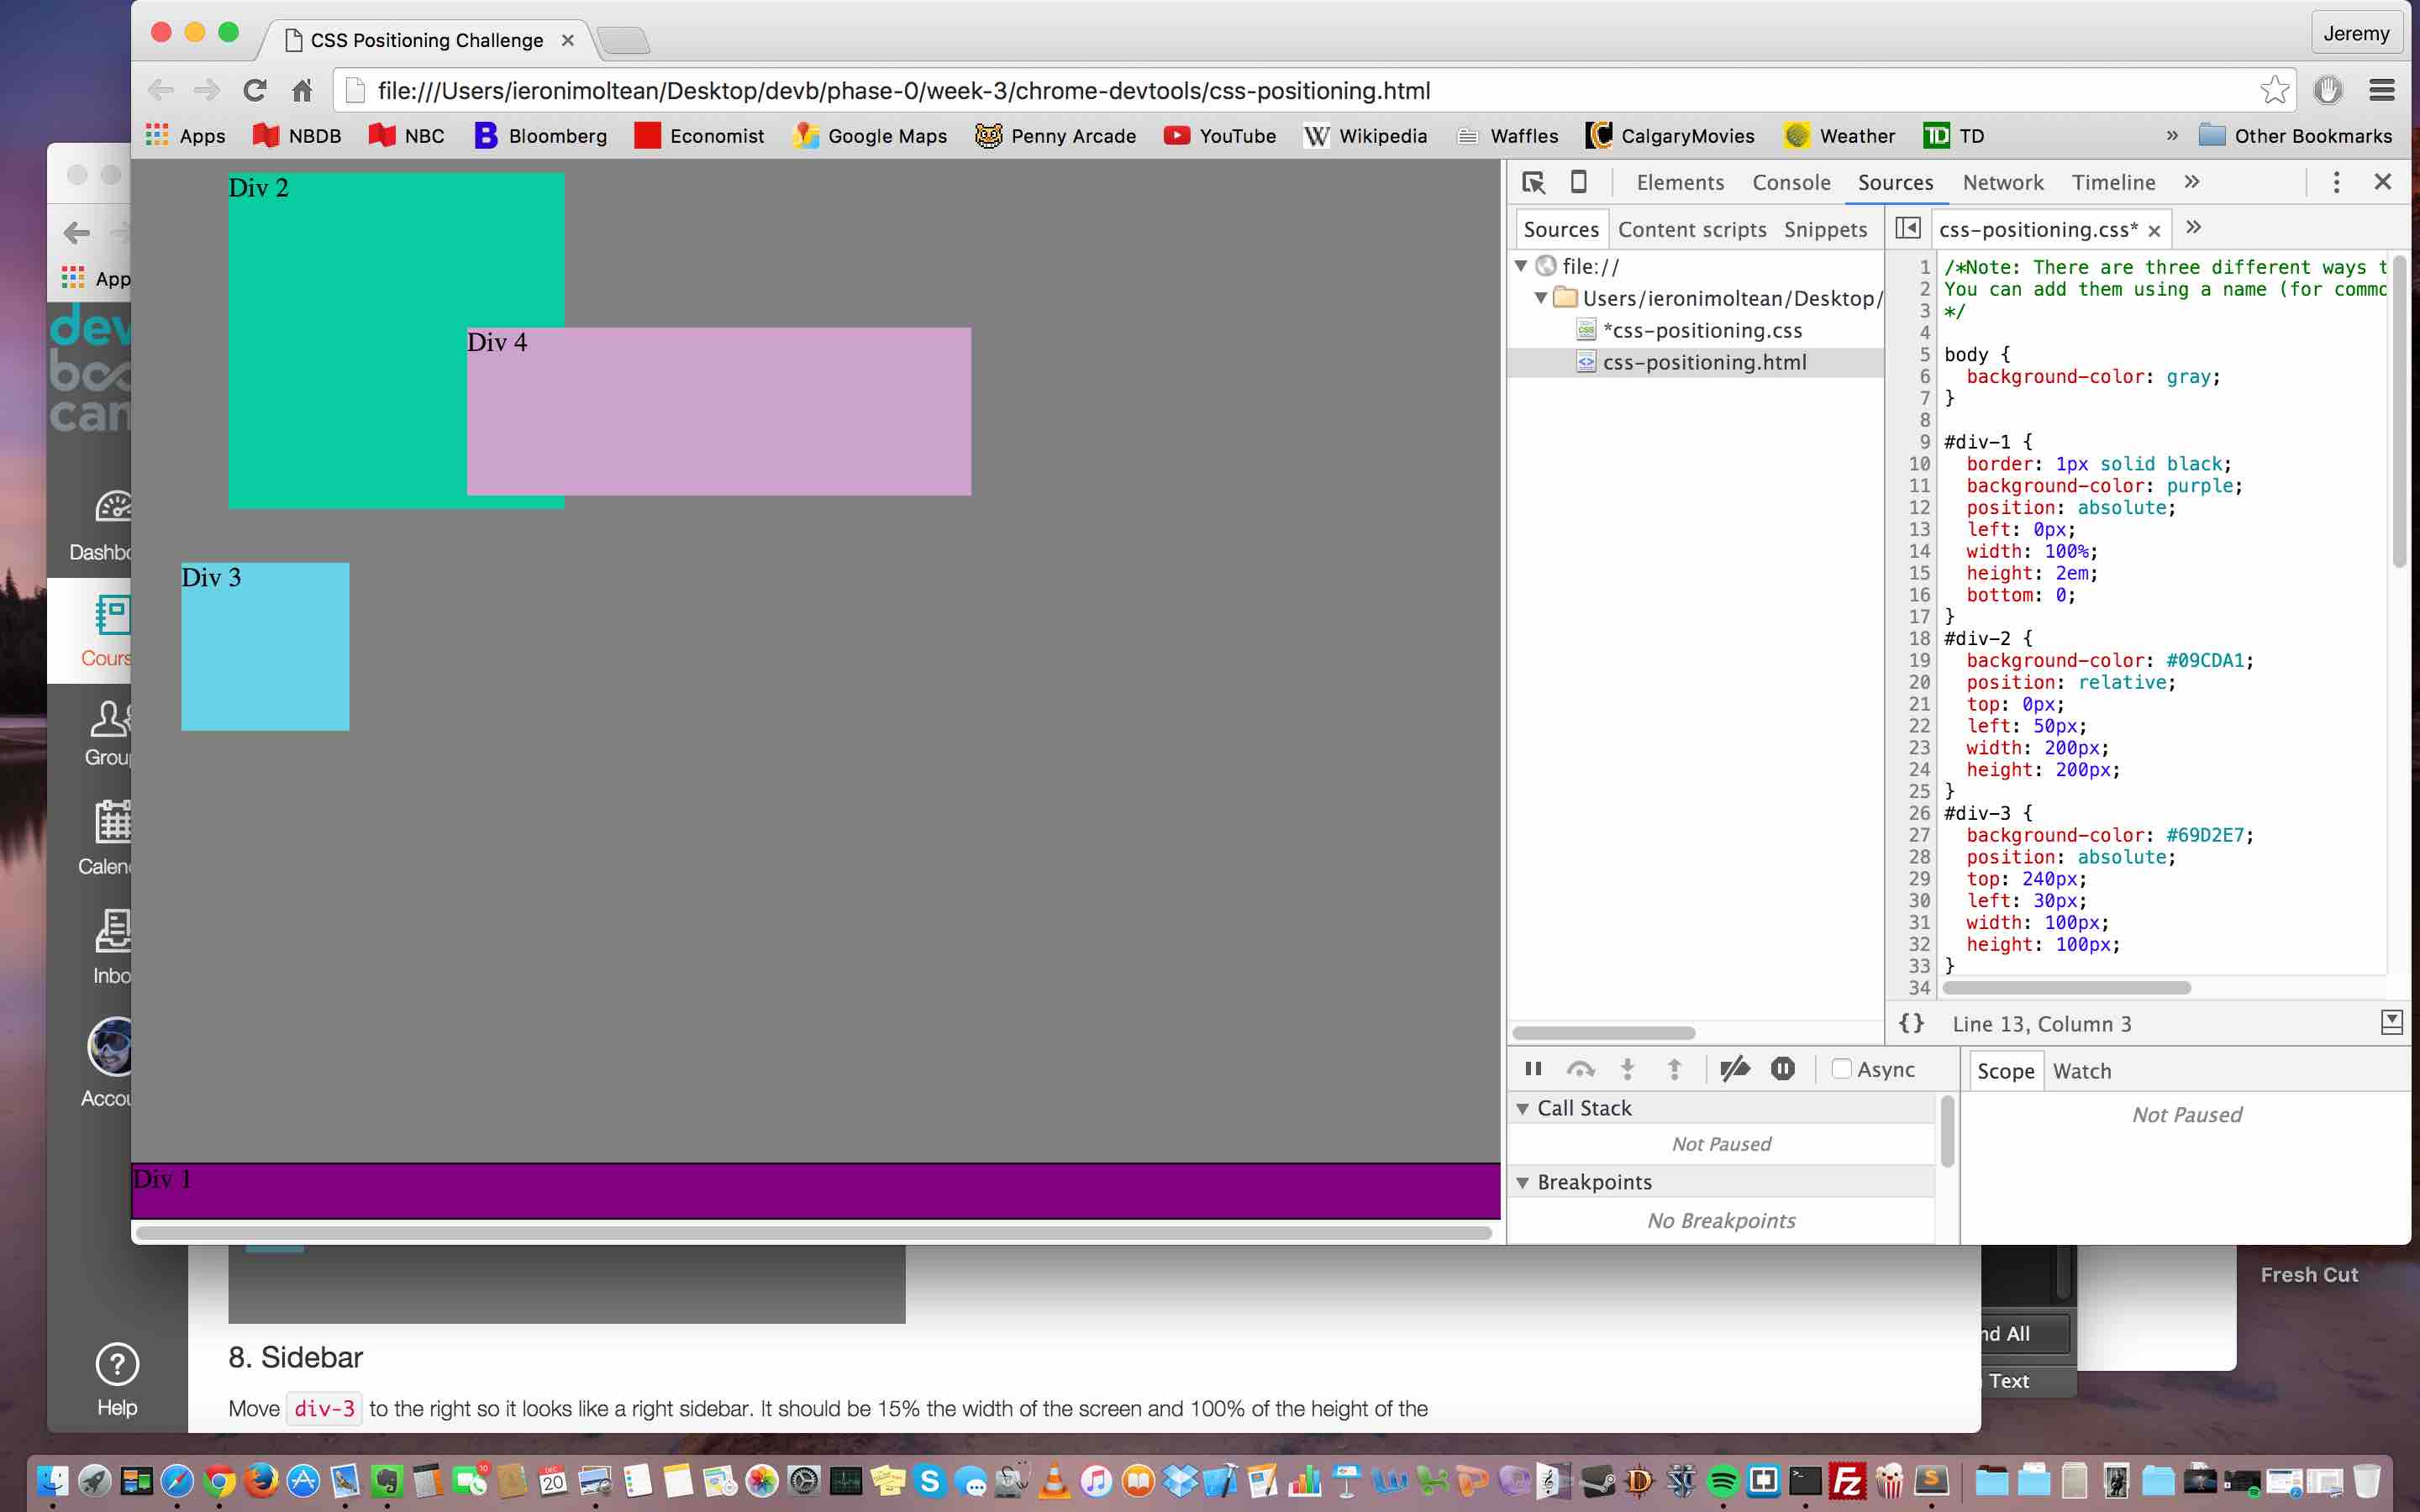 CSS Positioning Challenge
Jeremy
file:///Users/ieronimoltean/Desktop/devb/phase-0/week-3/chrome-devtools/css-positioning.html
Apps NBDB NBC Bloomberg Economist Google Maps Penny Arcade YouTube Wikipedia Waffles CalgaryMovies Weather TD TD » Other Bookmarks
Div 2
Div 4
Div 3
Div 1
Elements Console Sources Network Timeline »
Sources Content scripts Snippets
file://
Users/ieronimoltean/Desktop/
*css-positioning.css
css-positioning.html
css-positioning.css* × »
1 /*Note: There are three different ways t
2 You can add them using a name (for commo
3 */
4
5 body {
6 background-color: gray;
7 }
8
9 #div-1 {
10 border: 1px solid black;
11 background-color: purple;
12 position: absolute;
13 left: 0px;
14 width: 100%;
15 height: 2em;
16 bottom: 0;
17 }
18 #div-2 {
19 background-color: #09CDA1;
20 position: relative;
21 top: 0px;
22 left: 50px;
23 width: 200px;
24 height: 200px;
25 }
26 #div-3 {
27 background-color: #69D2E7;
28 position: absolute;
29 top: 240px;
30 left: 30px;
31 width: 100px;
32 height: 100px;
33 }
34
{} Line 13, Column 3
Async
Scope Watch
Call Stack
Not Paused
Not Paused
Breakpoints
No Breakpoints
App
dev
boo
cam
Dashbo
Cours
Grou
Calen
Inbo
Accou
Help
8. Sidebar
Move div-3 to the right so it looks like a right sidebar. It should be 15% the width of the screen and 100% of the height of the
nd All
Text
Fresh Cut
10
DEC
20